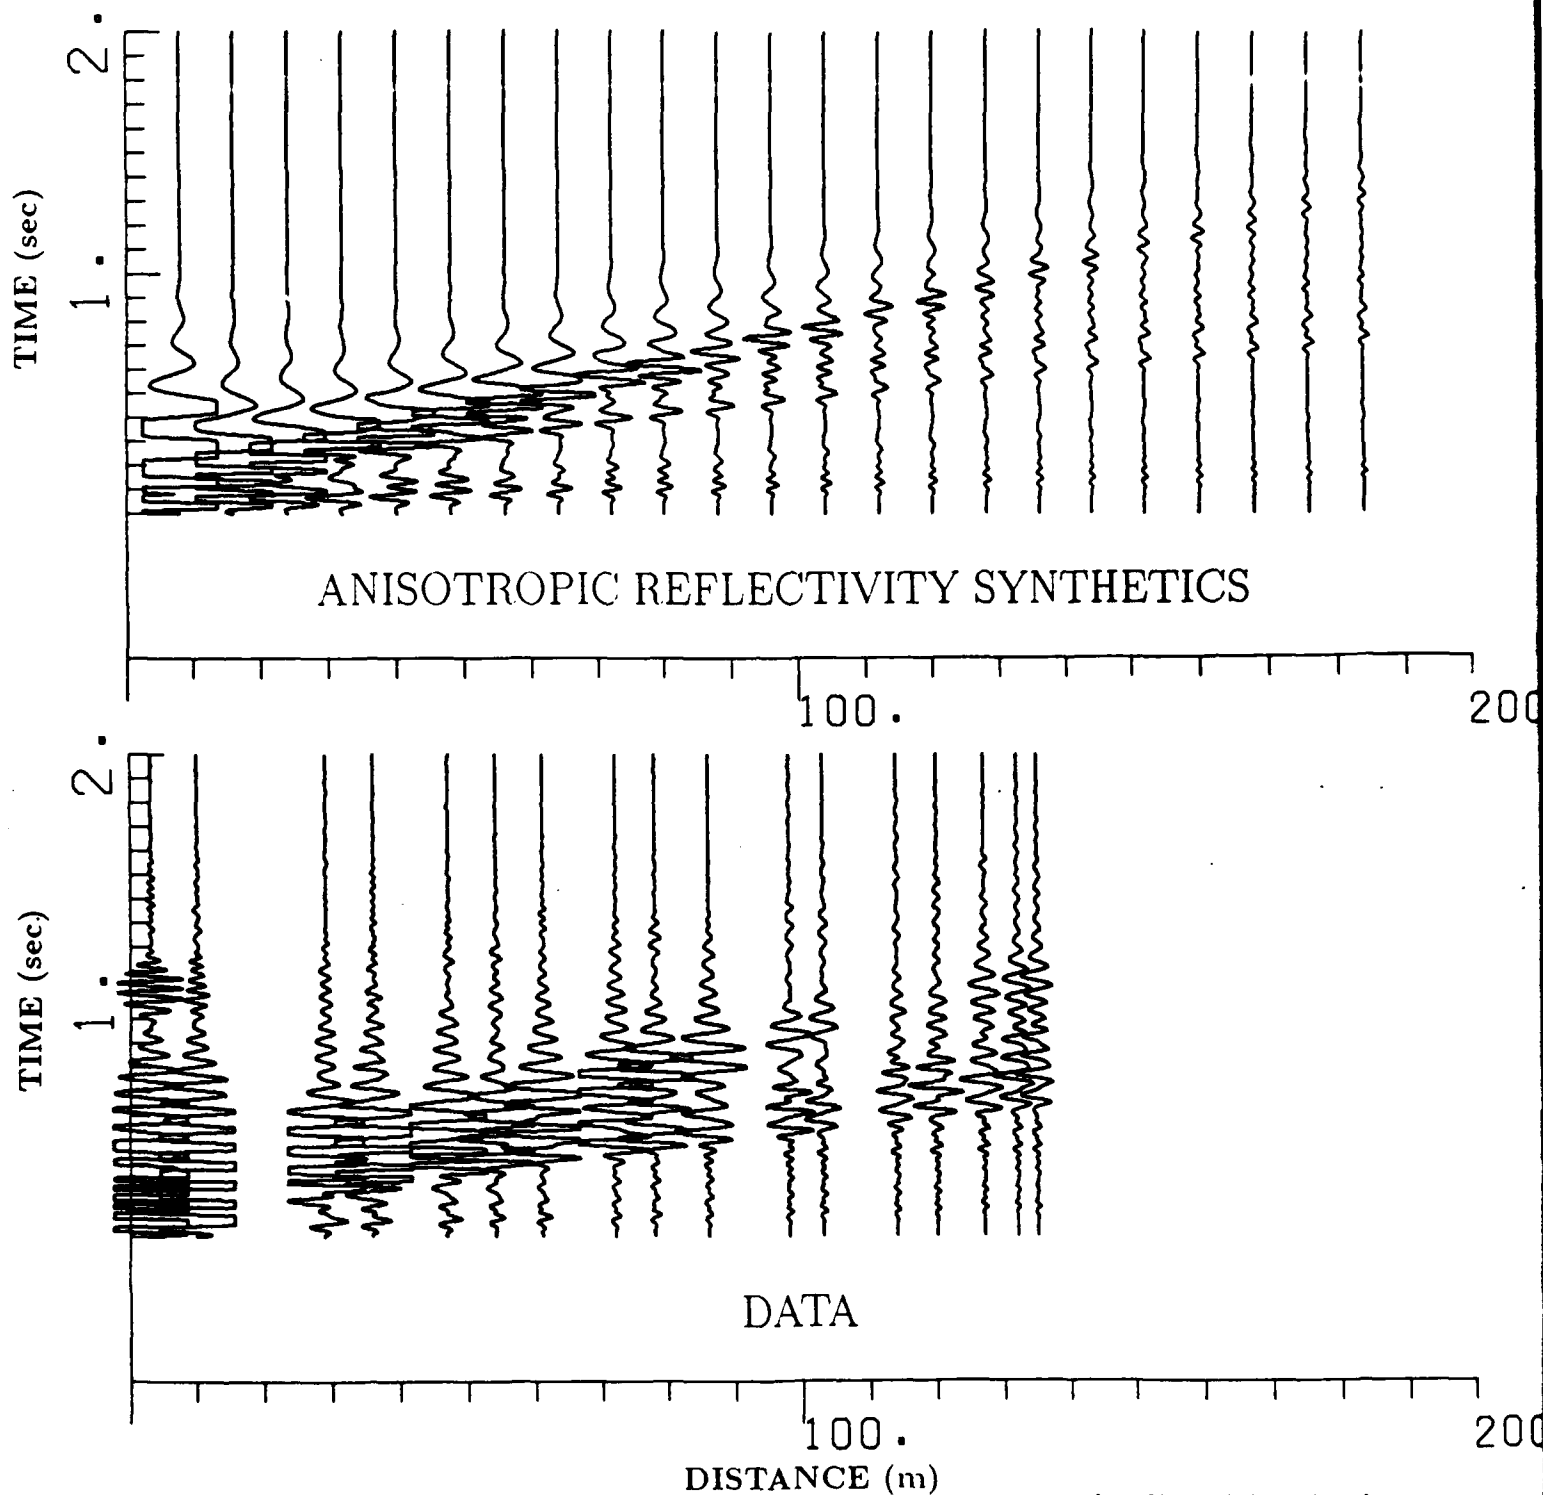 2.
TIME (sec)
1.
ANISOTROPIC REFLECTIVITY SYNTHETICS
100.
200
2.
TIME (sec)
1.
DATA
100.
200
DISTANCE (m)